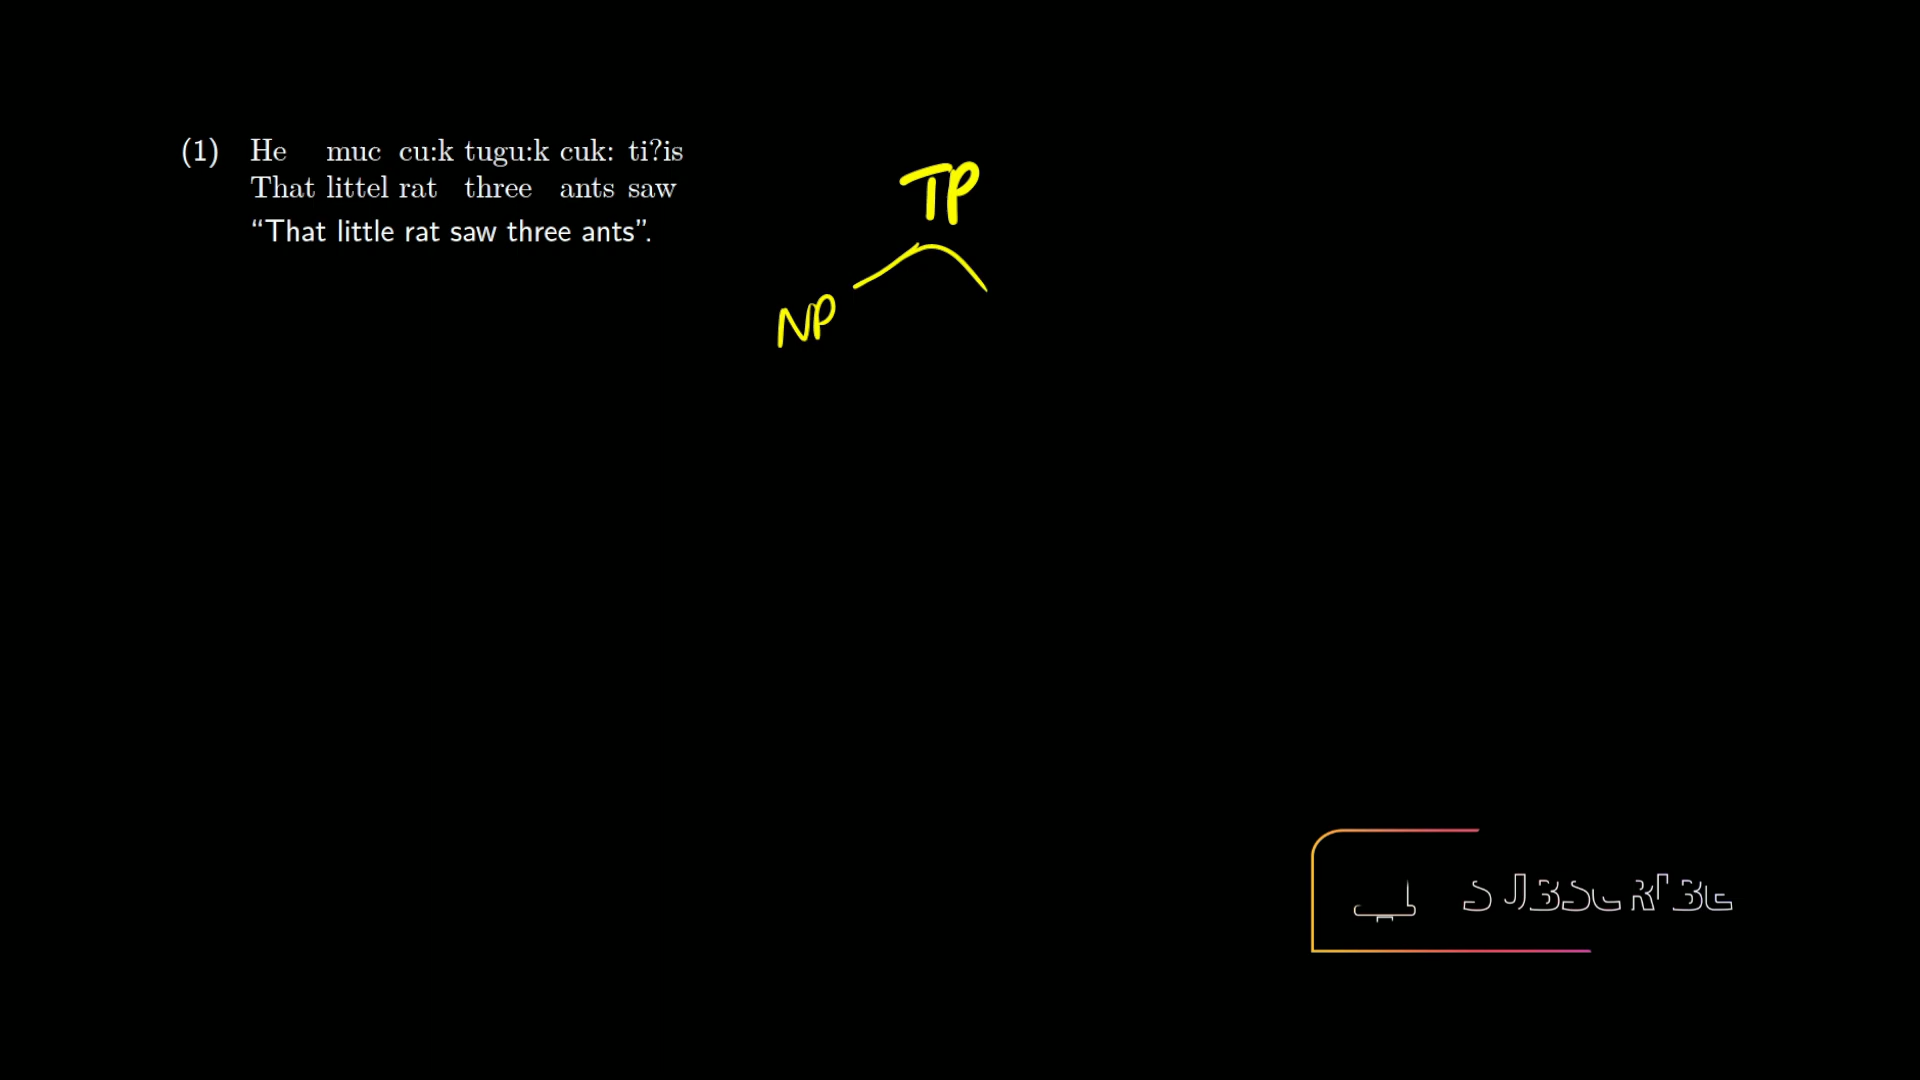 (1) He muc cu:k tugu:k cuk: ti?is
That littel rat three ants saw
“That little rat saw three ants”.
TP
NP
SUBSCRIBE